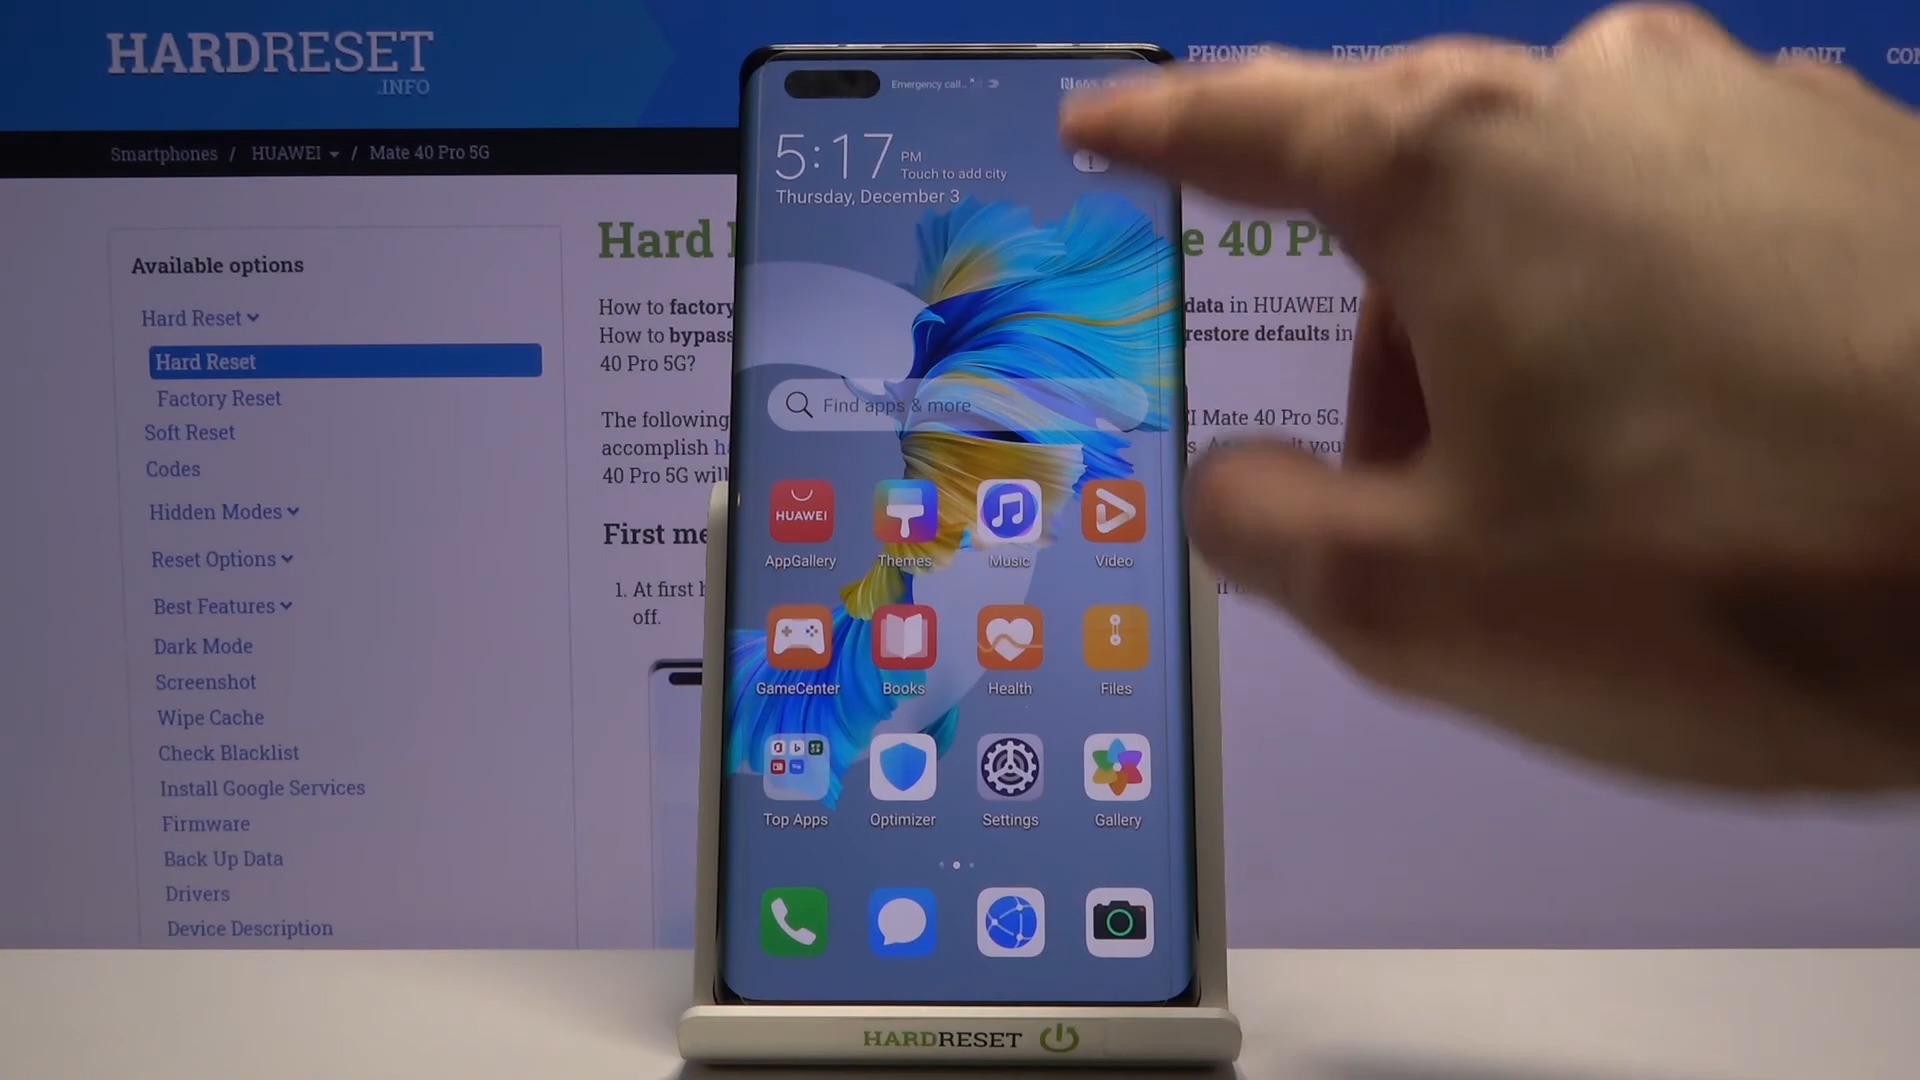 HARDRESET
.INFO
PHONES
ABOUT
Smartphones / HUAWEI / Mate 40 Pro 5G
Available options
Hard Reset
Hard Reset
Factory Reset
Soft Reset
Codes
Hidden Modes
Reset Options
Best Features
Dark Mode
Screenshot
Wipe Cache
Check Blacklist
Install Google Services
Firmware
Back Up Data
Drivers
Device Description
Hard
e 40 Pr
How to factory
data in HUAWEI M
How to bypass
restore defaults in
40 Pro 5G?
The following
I Mate 40 Pro 5G.
accomplish
40 Pro 5G will
First me
1. At first
off.
Emergency call...
5:17
PM
Touch to add city
Thursday, December 3
Find apps & more
HUAWEI
AppGallery
Themes
Music
Video
GameCenter
Books
Health
Files
Top Apps
Optimizer
Settings
Gallery
HARDRESET